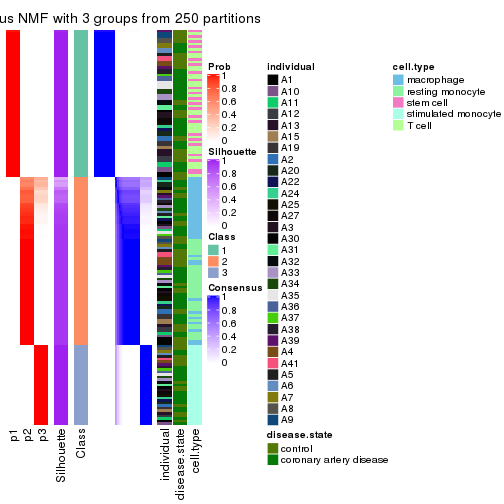 us NMF with 3 groups from 250 partitions
Prob
1
0.8
0.6
0.4
0.2
0
Silhouette
1
0.8
0.6
0.4
0.2
0
Class
1
2
3
Consensus
1
0.8
0.6
0.4
0.2
0
individual
A1
A10
A11
A12
A13
A15
A19
A2
A20
A22
A24
A25
A27
A3
A30
A31
A32
A33
A34
A35
A36
A37
A38
A39
A4
A41
A5
A6
A7
A8
A9
disease.state
control
coronary artery disease
cell.type
macrophage
resting monocyte
stem cell
stimulated monocyte
T cell
p1
p2
p3
Silhouette
Class
individual
disease.state
cell.type